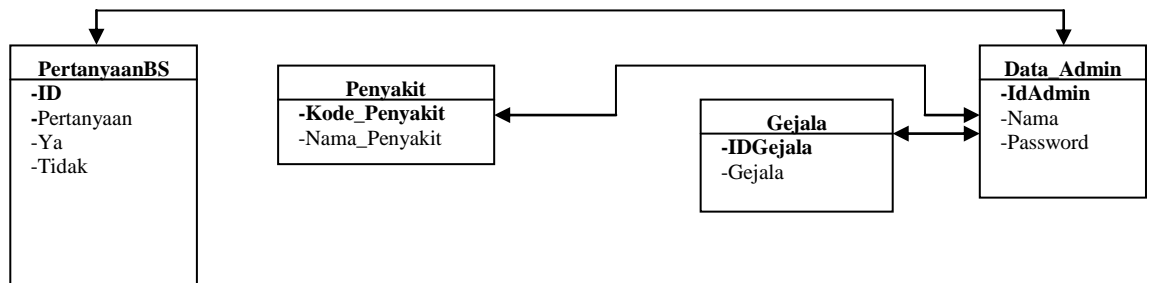 PertanyaanBS
-ID
-Pertanyaan
-Ya
-Tidak
Penyakit
-Kode_Penyakit
-Nama_Penyakit
Gejala
-IDGejala
-Gejala
Data_Admin
-IdAdmin
-Nama
-Password